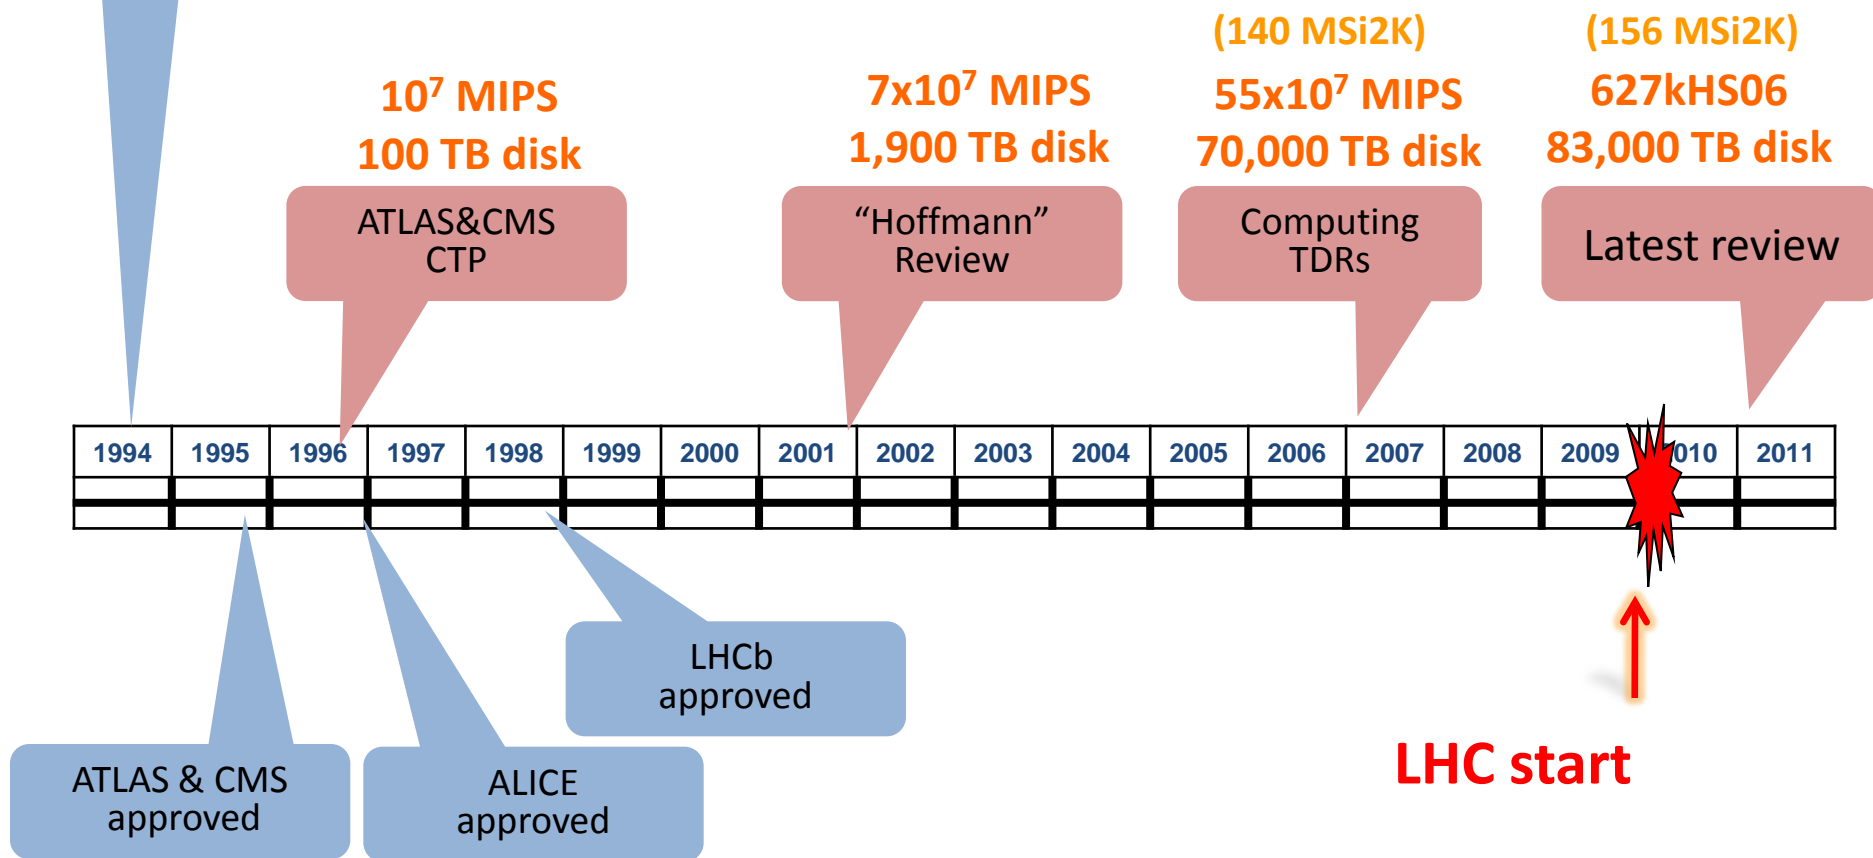 (140 MSi2K)
(156 MSi2K)
10⁷ MIPS
100 TB disk
7x10⁷ MIPS
1,900 TB disk
55x10⁷ MIPS
70,000 TB disk
627kHS06
83,000 TB disk
ATLAS&CMS
CTP
“Hoffmann”
Review
Computing
TDRs
Latest review
1994 1995 1996 1997 1998 1999 2000 2001 2002 2003 2004 2005 2006 2007 2008 2009 010 2011
LHCb
approved
ATLAS & CMS
approved
ALICE
approved
LHC start